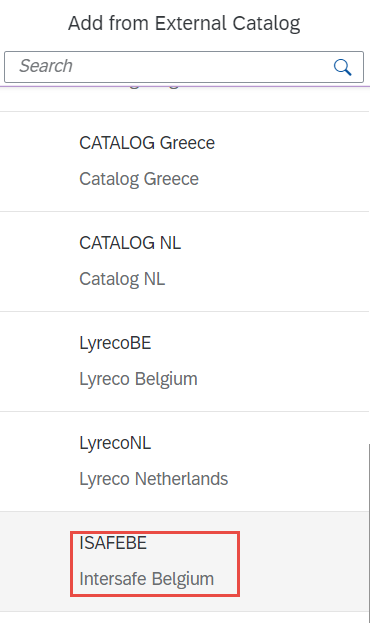 Add from External Catalog
Search
CATALOG Greece
Catalog Greece
CATALOG NL
Catalog NL
LyrecoBE
Lyreco Belgium
LyrecoNL
Lyreco Netherlands
ISAFEBE
Intersafe Belgium